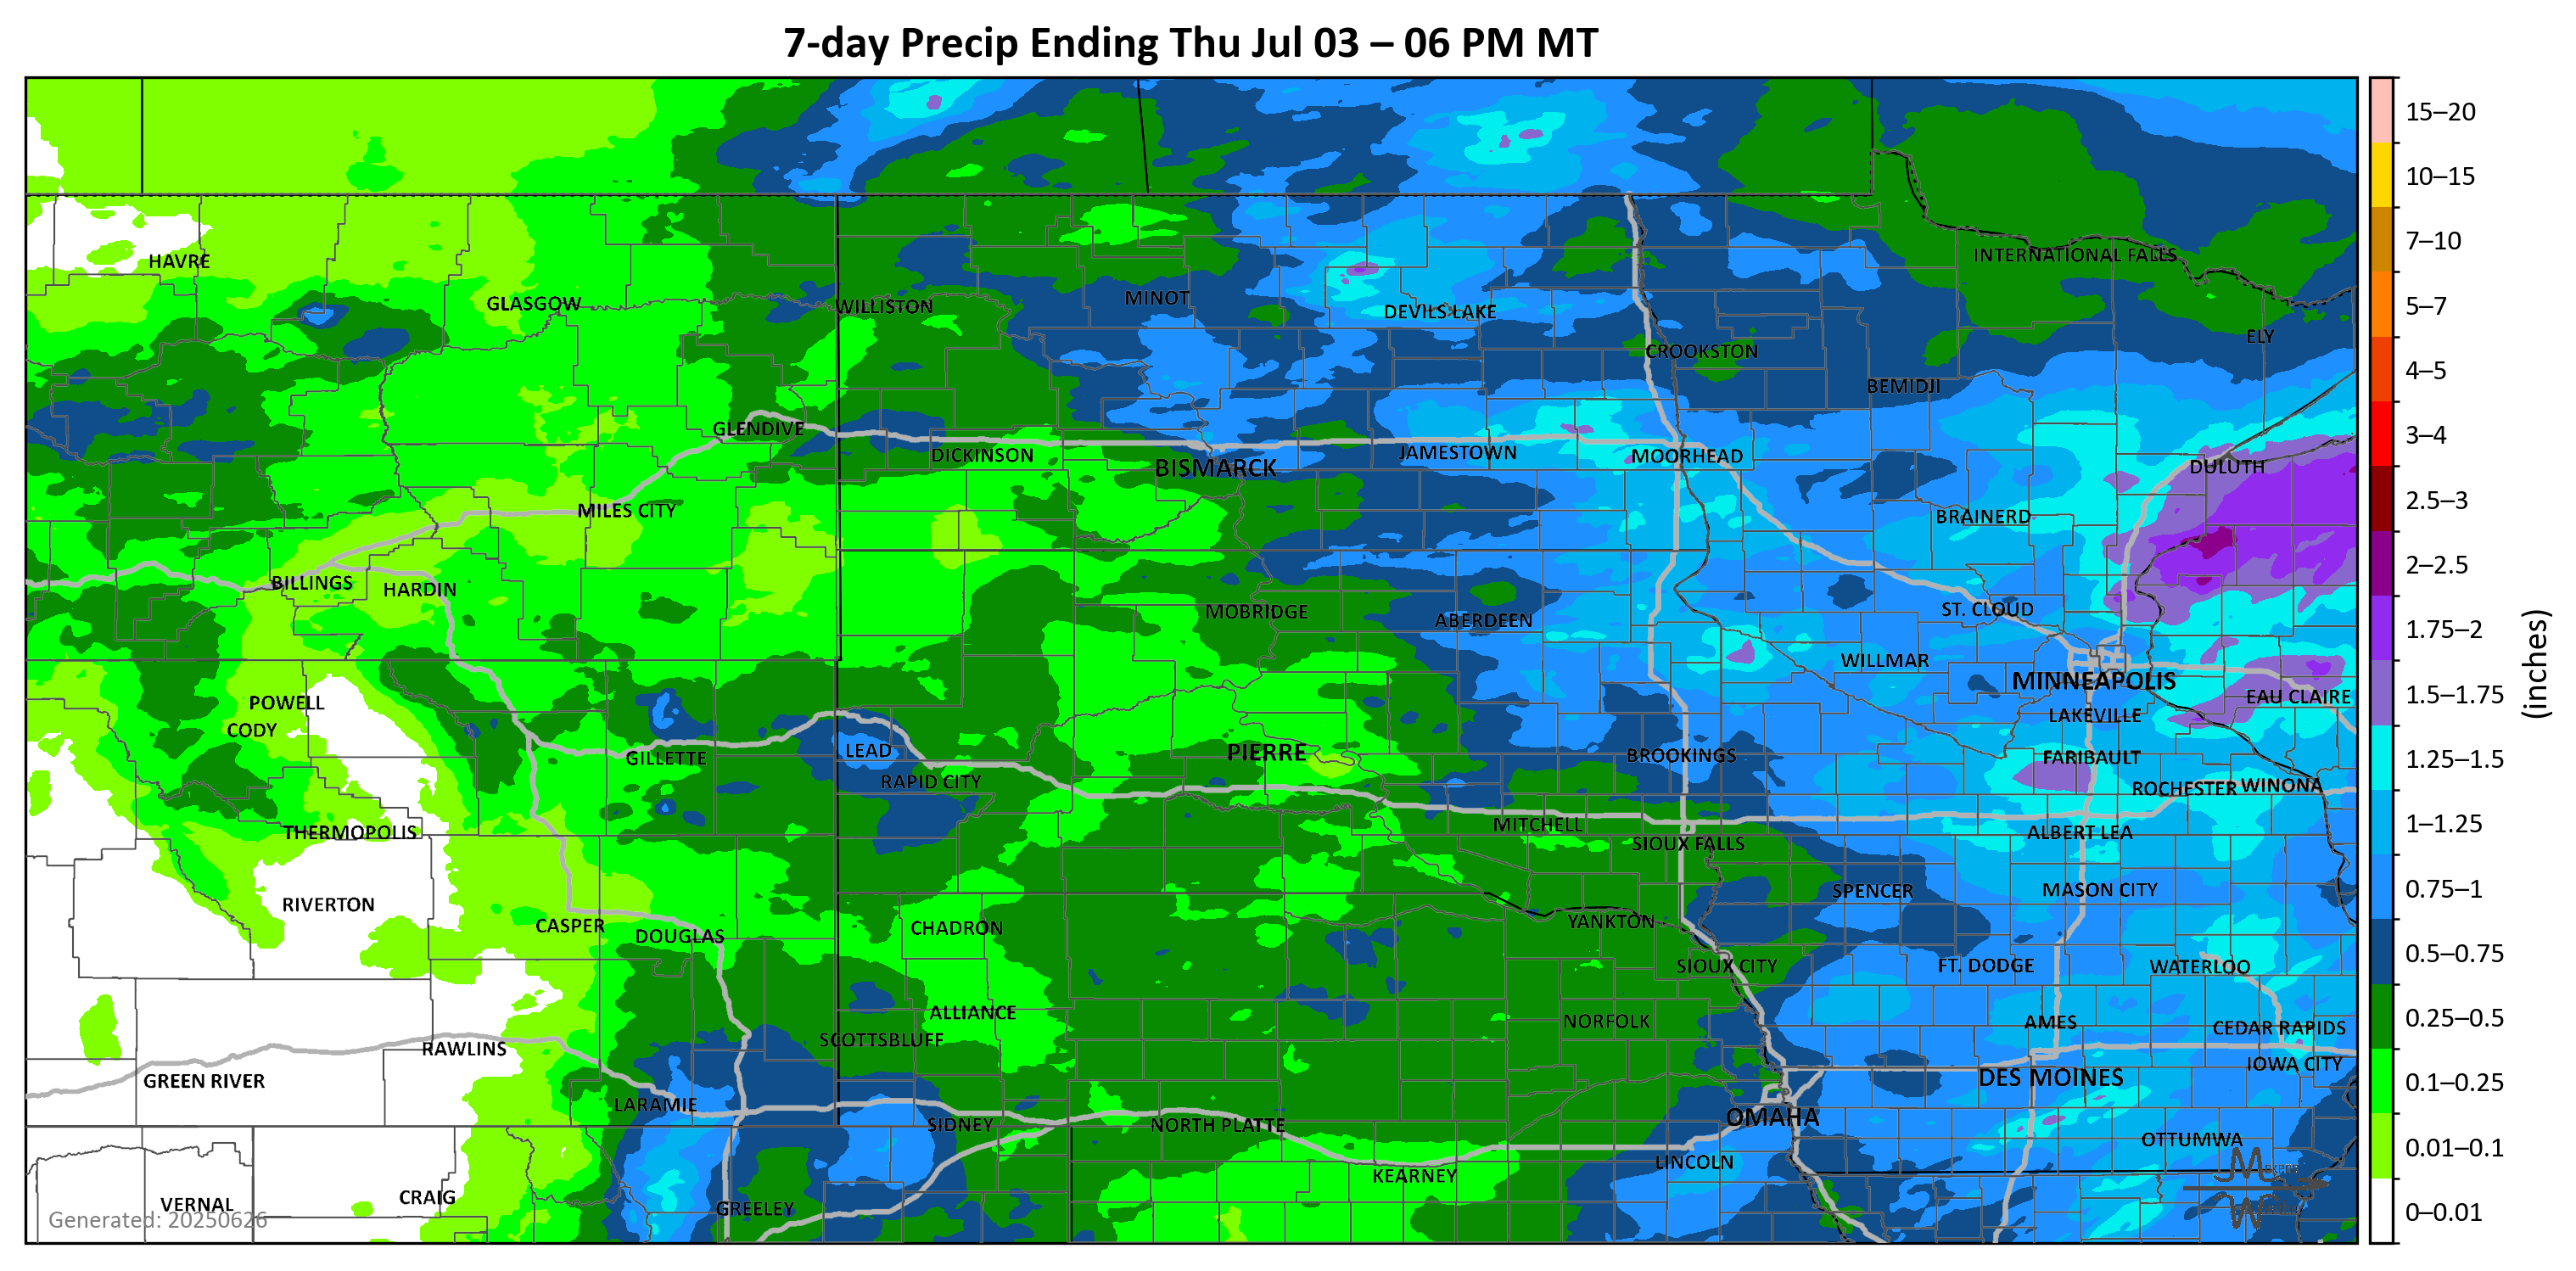 7-day Precip Ending Thu Jul 03 – 06 PM MT
15–20
10–15
7–10
5–7
4–5
3–4
2.5–3
2–2.5
1.75–2
1.5–1.75
1.25–1.5
1–1.25
0.75–1
0.5–0.75
0.25–0.5
0.1–0.25
0.01–0.1
0–0.01
(inches)
INTERNATIONAL FALLS
HAVRE
GLASGOW
WILLISTON
MINOT
DEVILS LAKE
ELY
CROOKSTON
BEMIDJI
GLENDIVE
DICKINSON
BISMARCK
JAMESTOWN
MOORHEAD
DULUTH
MILES CITY
BRAINERD
BILLINGS
HARDIN
MOBRIDGE
ABERDEEN
ST. CLOUD
WILLMAR
MINNEAPOLIS
EAU CLAIRE
POWELL
CODY
LAKEVILLE
GILLETTE
LEAD
RAPID CITY
PIERRE
BROOKINGS
FARIBAULT
ROCHESTER
WINONA
THERMOPOLIS
MITCHELL
SIOUX FALLS
ALBERT LEA
RIVERTON
SPENCER
MASON CITY
CASPER
DOUGLAS
CHADRON
YANKTON
SIOUX CITY
FT. DODGE
WATERLOO
ALLIANCE
SCOTTSBLUFF
NORFOLK
AMES
CEDAR RAPIDS
RAWLINS
IOWA CITY
GREEN RIVER
DES MOINES
LARAMIE
SIDNEY
NORTH PLATTE
OMAHA
OTTUMWA
LINCOLN
KEARNEY
VERNAL
CRAIG
GREELEY
Generated: 20250626